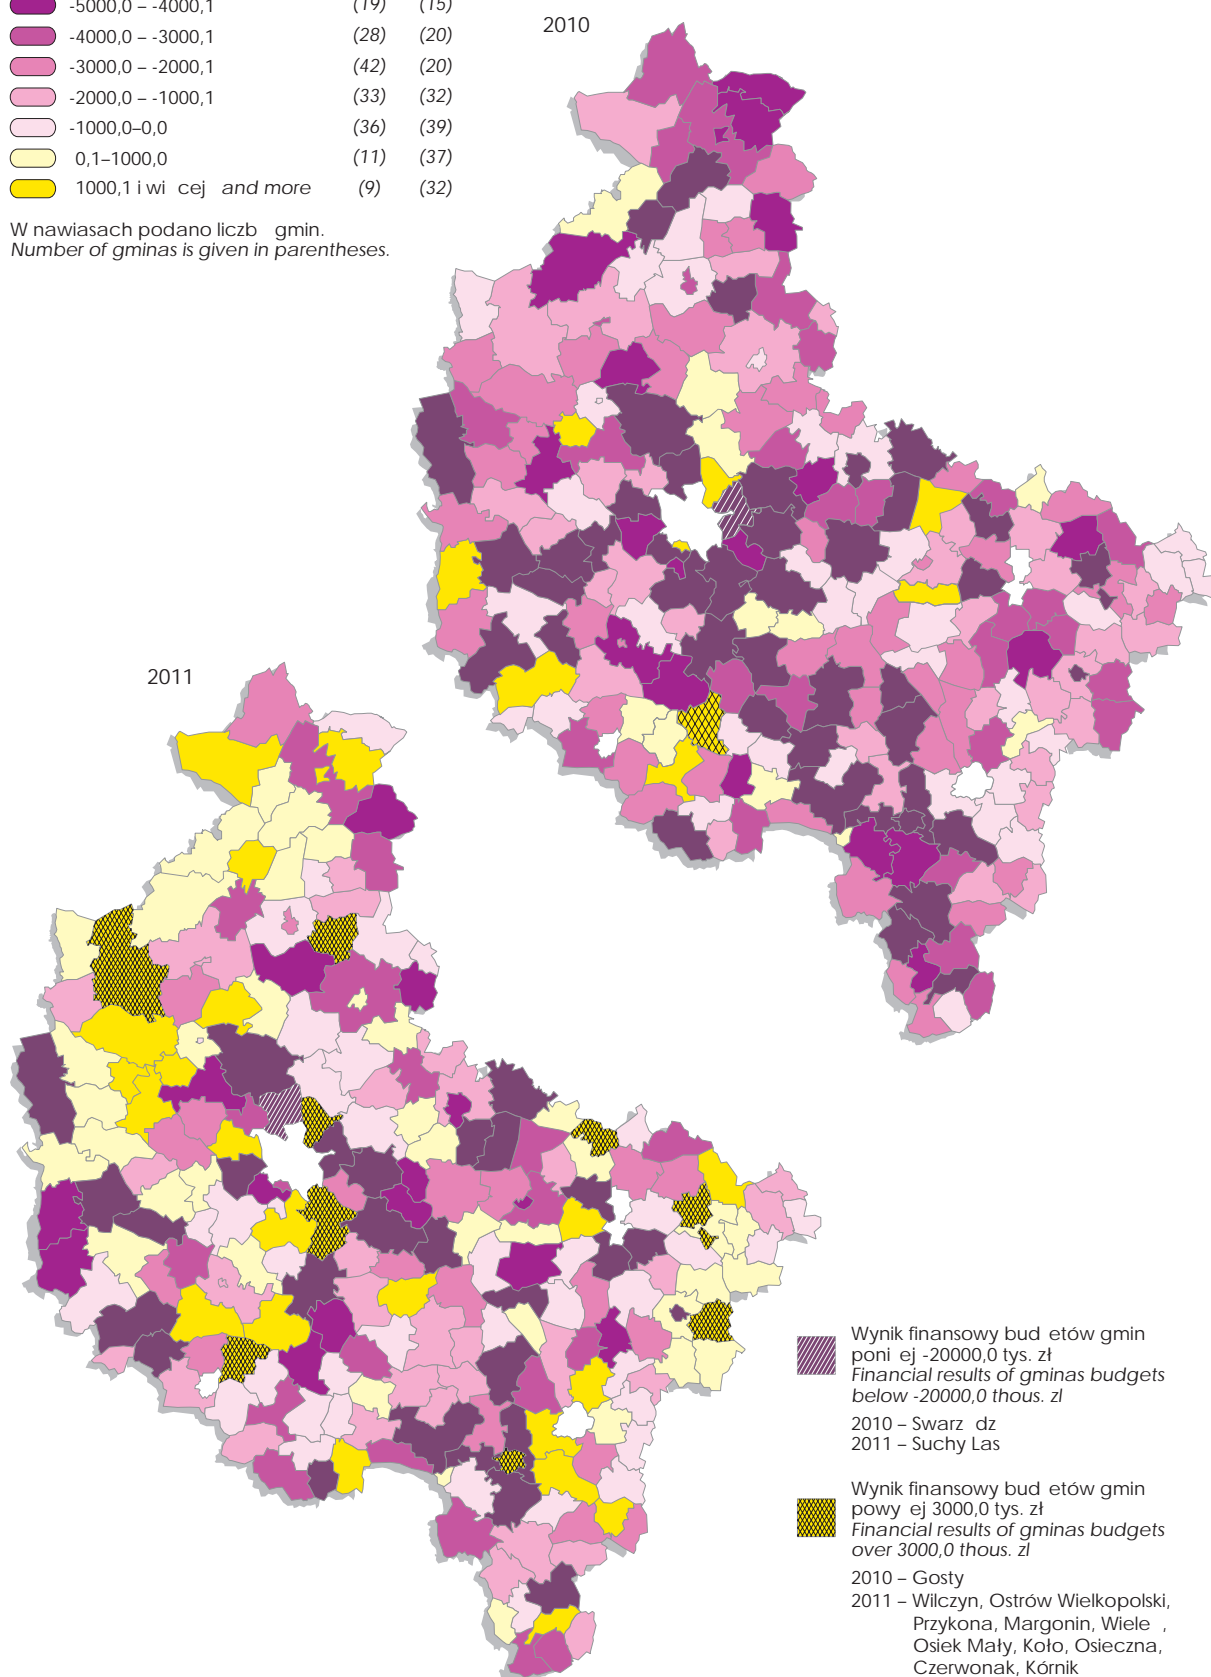 -5000,0 – -4000,1 (19) (15)
-4000,0 – -3000,1 (28) (20)
-3000,0 – -2000,1 (42) (20)
-2000,0 – -1000,1 (33) (32)
-1000,0–0,0 (36) (39)
0,1–1000,0 (11) (37)
1000,1 i wi cej and more (9) (32)
W nawiasach podano liczb gmin.
Number of gminas is given in parentheses.
2010
2011
Wynik finansowy bud etów gmin
poni ej -20000,0 tys. zł
Financial results of gminas budgets
below -20000,0 thous. zl
2010 – Swarz dz
2011 – Suchy Las
Wynik finansowy bud etów gmin
powy ej 3000,0 tys. zł
Financial results of gminas budgets
over 3000,0 thous. zl
2010 – Gosty
2011 – Wilczyn, Ostrów Wielkopolski,
Przykona, Margonin, Wiele ,
Osiek Mały, Koło, Osieczna,
Czerwonak, Kórnik